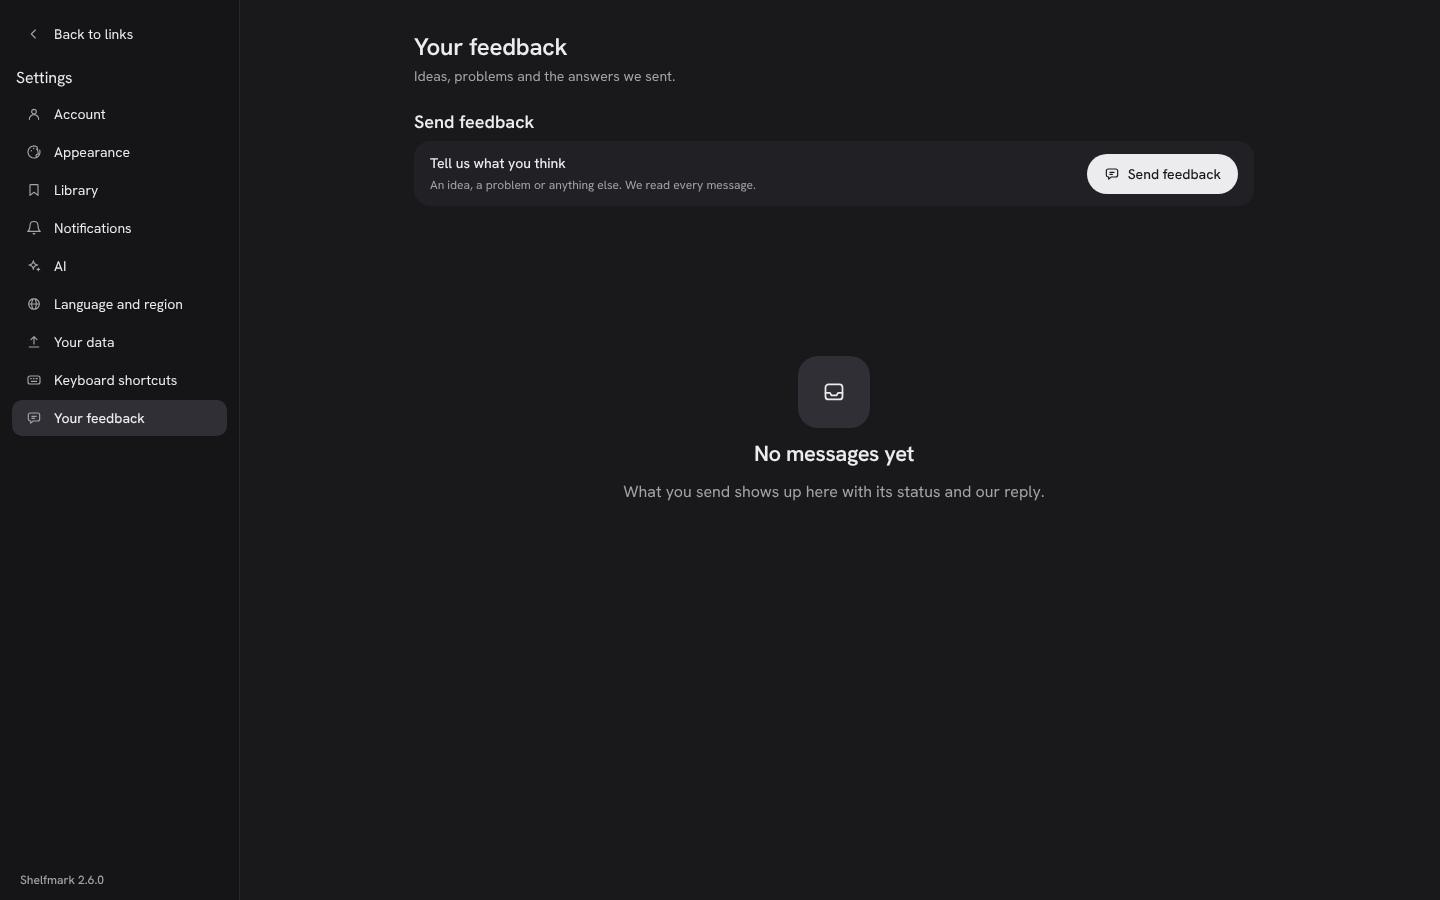 Back to links
Settings
Account
Appearance
Library
Notifications
AI
Language and region
Your data
Keyboard shortcuts
Your feedback
Shelfmark 2.6.0
Your feedback
Ideas, problems and the answers we sent.
Send feedback
Tell us what you think
An idea, a problem or anything else. We read every message.
Send feedback
No messages yet
What you send shows up here with its status and our reply.